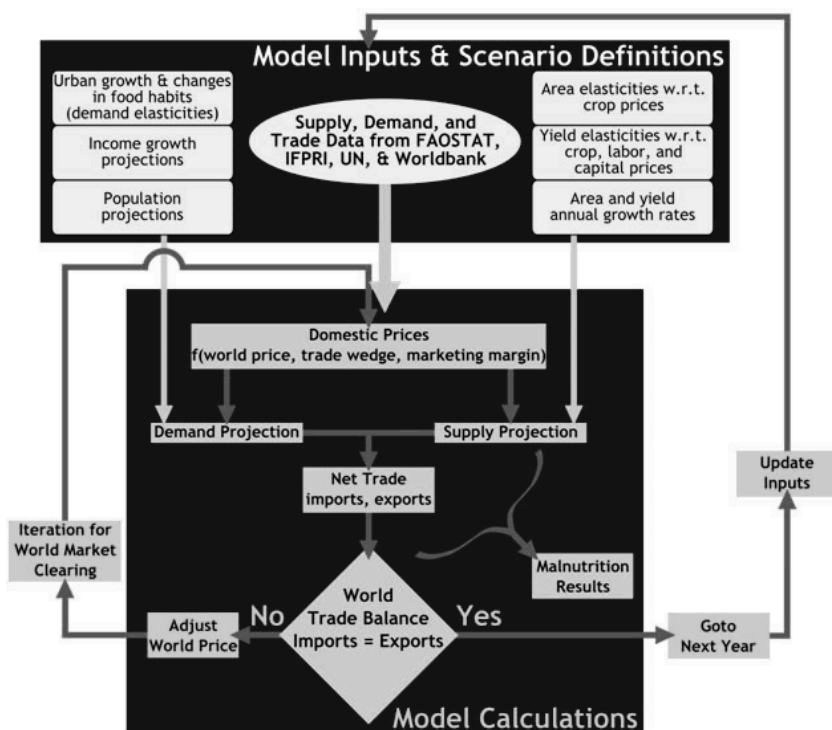 Model Inputs & Scenario Definitions
Urban growth & changes
in food habits
(demand elasticities)
Income growth
projections
Population
projections
Supply, Demand, and
Trade Data from FAOSTAT,
IFPRI, UN, & Worldbank
Area elasticities w.r.t.
crop prices
Yield elasticities w.r.t.
crop, labor, and
capital prices
Area and yield
annual growth rates
Domestic Prices
f(world price, trade wedge, marketing margin)
Demand Projection
Supply Projection
Net Trade
imports, exports
Update
Inputs
Iteration for
World Market
Clearing
Malnutrition
Results
World
Trade Balance
Imports = Exports
No
Yes
Adjust
World Price
Goto
Next Year
Model Calculations